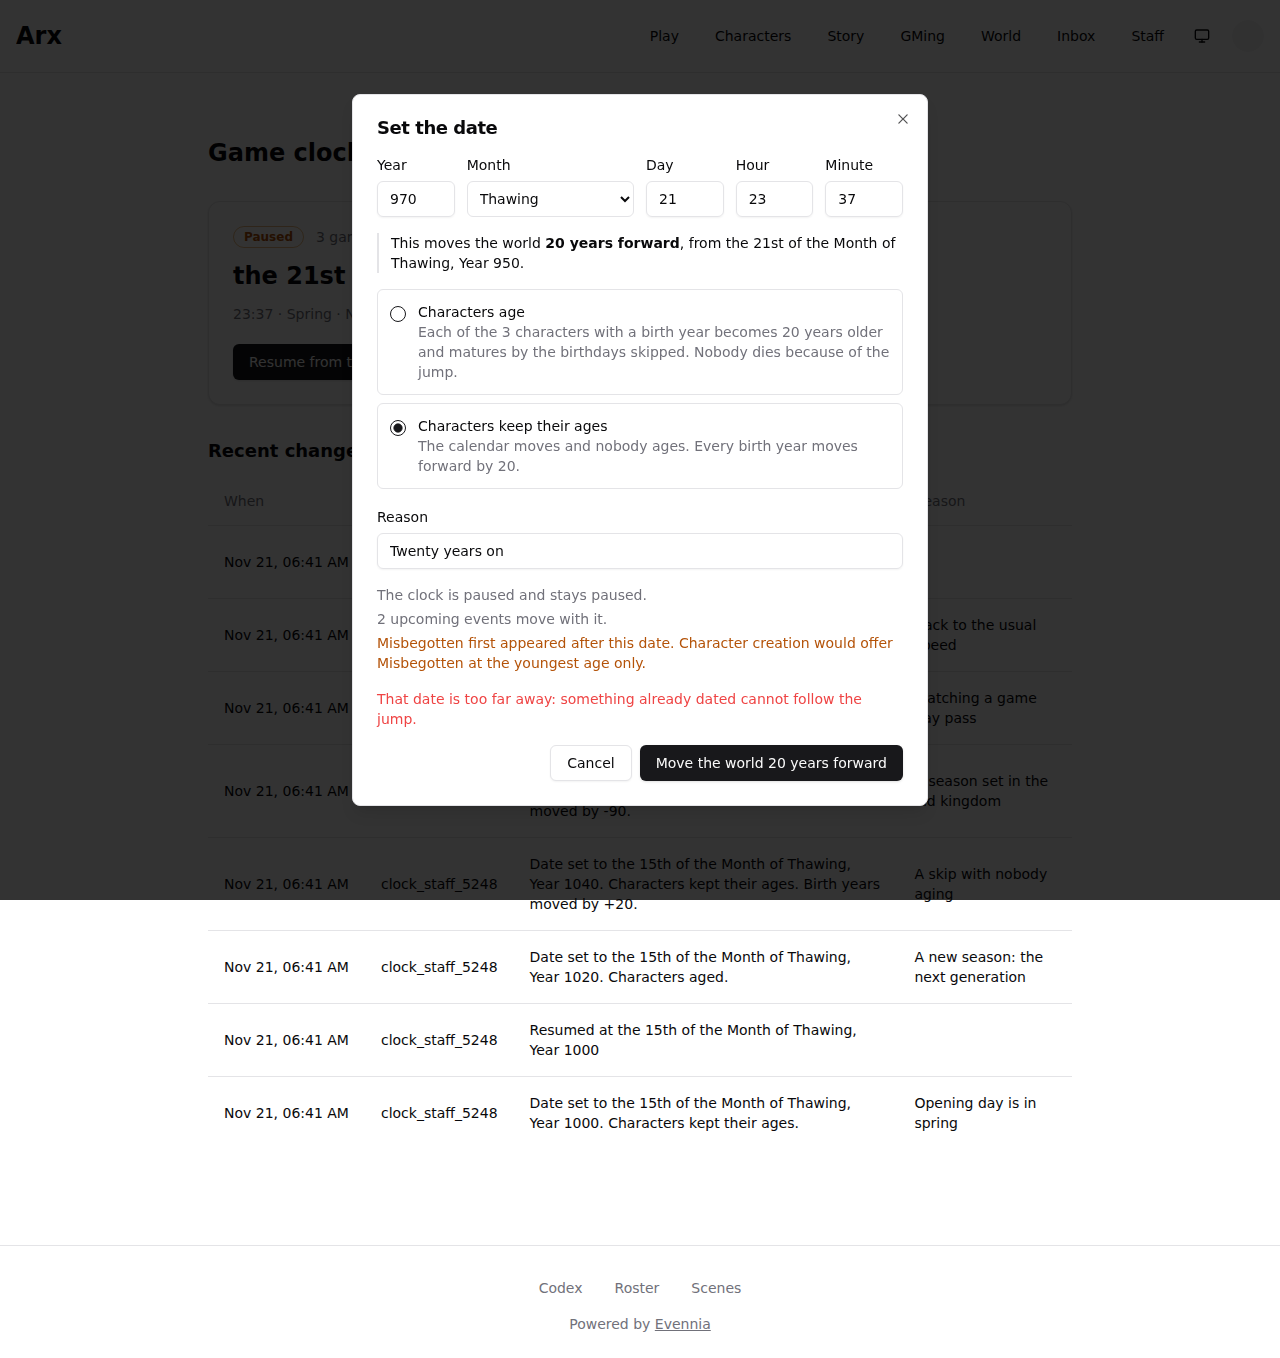 Arx
Play Characters Story GMing World Inbox Staff
Game clock
Set the date
Year Month Day Hour Minute
970 Thawing 21 23 37
This moves the world 20 years forward, from the 21st of the Month of
Thawing, Year 950.
Characters age
Each of the 3 characters with a birth year becomes 20 years older
and matures by the birthdays skipped. Nobody dies because of the
jump.
Characters keep their ages
The calendar moves and nobody ages. Every birth year moves
forward by 20.
Reason
Twenty years on
The clock is paused and stays paused.
2 upcoming events move with it.
Misbegotten first appeared after this date. Character creation would offer
Misbegotten at the youngest age only.
That date is too far away: something already dated cannot follow the
jump.
Cancel Move the world 20 years forward
Paused 3
the 21st
23:37 · Spring ·
Resume from
Recent
When
Nov 21, 06:41 AM
Nov 21, 06:41 AM to the usual
Nov 21, 06:41 AM a game
pass
Nov 21, 06:41 AM season set in the
kingdom
moved by -90.
Nov 21, 06:41 AM clock_staff_5248 Date set to the 15th of the Month of Thawing,
Year 1040. Characters kept their ages. Birth years
moved by +20. A skip with nobody
aging
Nov 21, 06:41 AM clock_staff_5248 Date set to the 15th of the Month of Thawing,
Year 1020. Characters aged. A new season: the
next generation
Nov 21, 06:41 AM clock_staff_5248 Resumed at the 15th of the Month of Thawing,
Year 1000
Nov 21, 06:41 AM clock_staff_5248 Date set to the 15th of the Month of Thawing,
Year 1000. Characters kept their ages. Opening day is in
spring
Codex Roster Scenes
Powered by Evennia